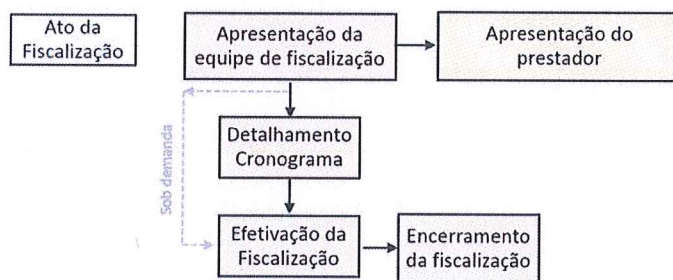 Ato da
Fiscalização
Apresentação da
equipe de fiscalização
Apresentação do
prestador
Sob demanda
Detalhamento
Cronograma
Efetivação da
Fiscalização
Encerramento
da fiscalização